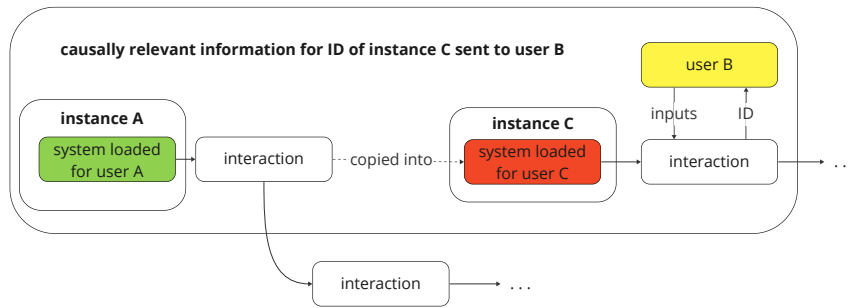 causally relevant information for ID of instance C sent to user B
user B
instance A
instance C
inputs
ID
system loaded
for user A
interaction
copied into
system loaded
for user C
interaction
. .
interaction
. . .